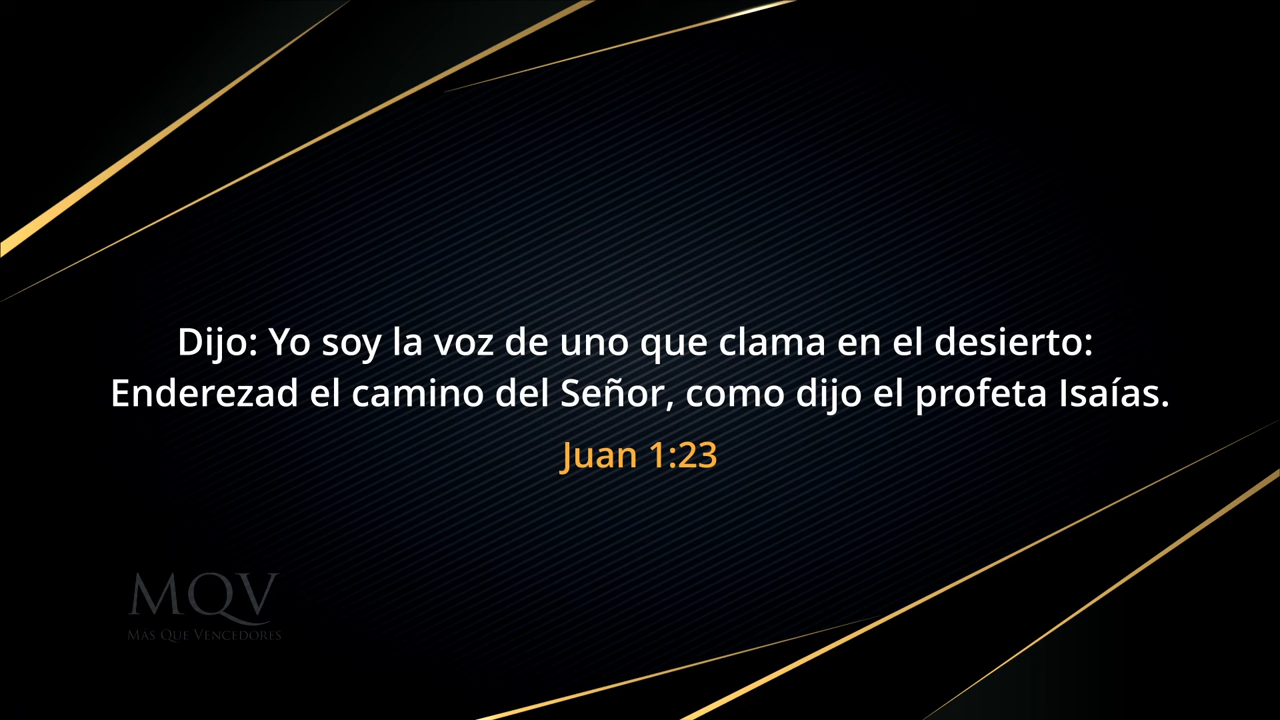 Dijo: Yo soy la voz de uno que clama en el desierto:
Enderezad el camino del Señor, como dijo el profeta Isaías.
Juan 1:23
MQV
Más Que Vencedores